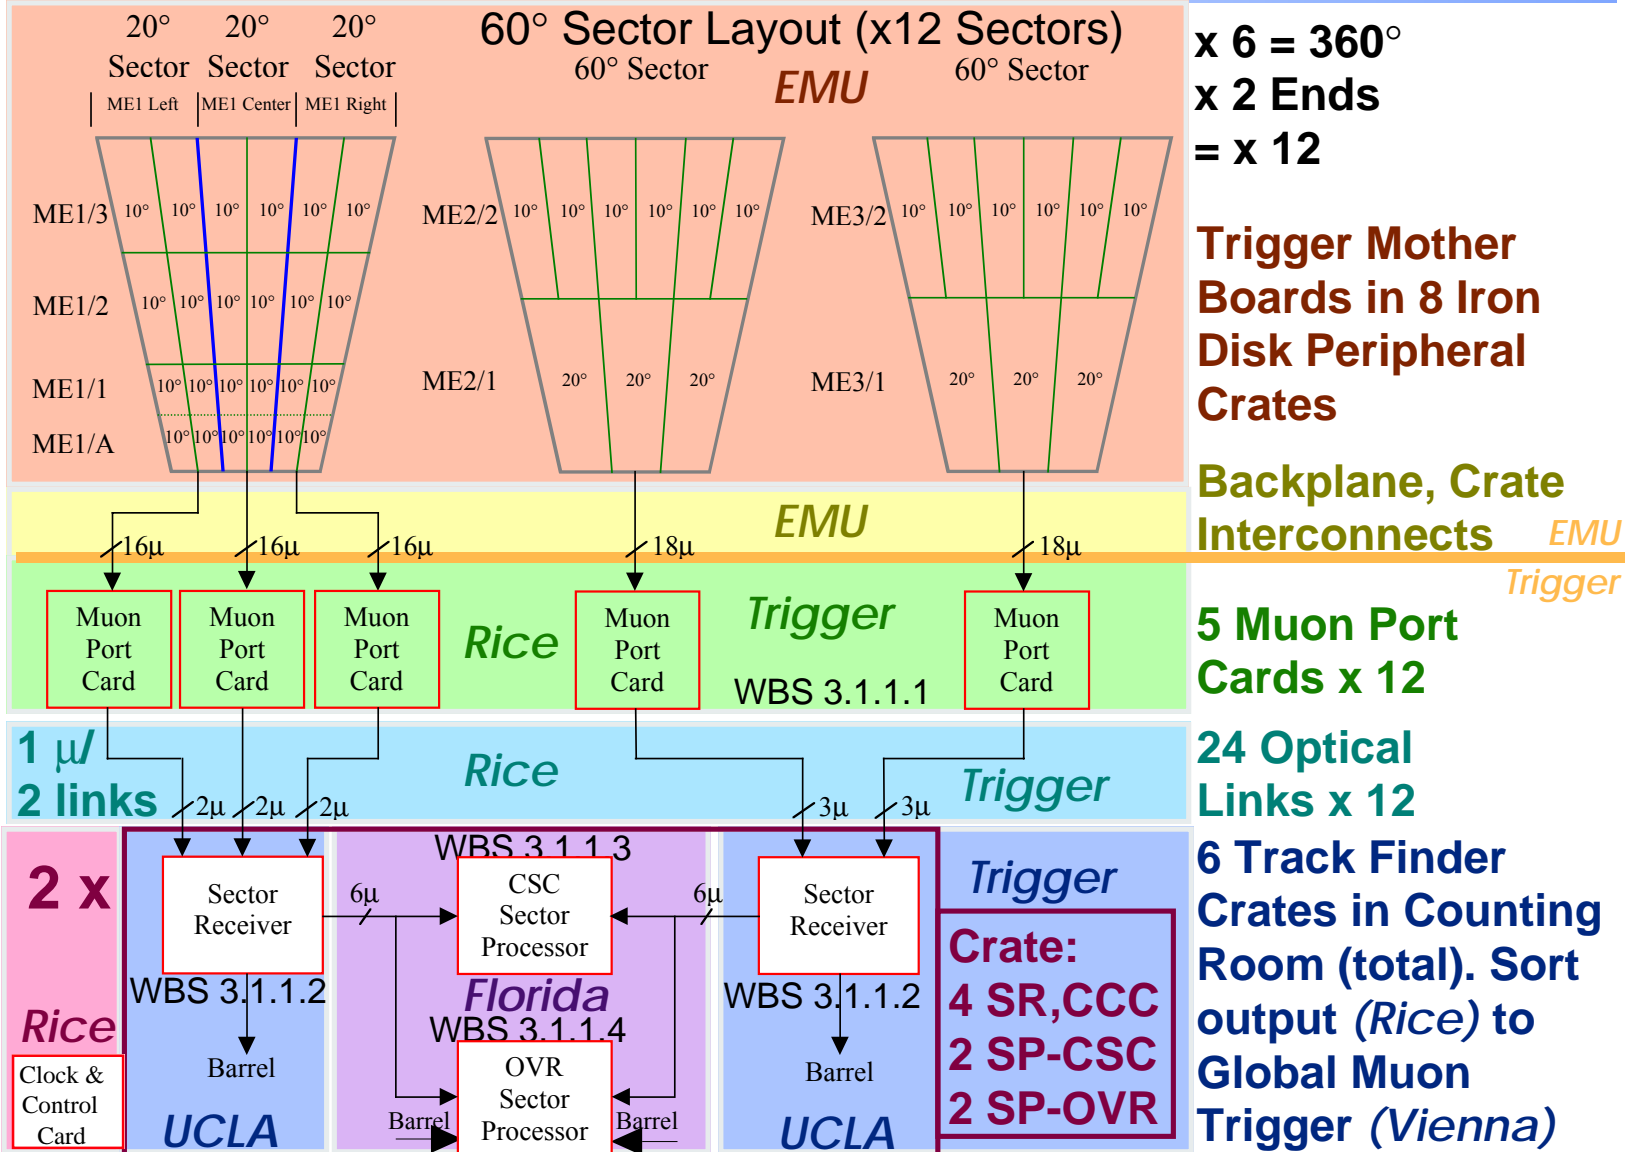 60° Sector Layout (x12 Sectors)
20° 20° 20°
Sector Sector Sector
60° Sector
60° Sector
EMU
ME1 Left ME1 Center ME1 Right
ME1/3
10° 10° 10° 10° 10° 10°
ME1/2
10° 10° 10° 10° 10° 10°
ME1/1
10° 10° 10° 10° 10° 10°
ME1/A
10° 10° 10° 10° 10° 10°
ME2/2
10° 10° 10° 10° 10° 10°
ME2/1
20° 20° 20°
ME3/2
10° 10° 10° 10° 10° 10°
ME3/1
20° 20° 20°
x 6 = 360°
x 2 Ends
= x 12
Trigger Mother
Boards in 8 Iron
Disk Peripheral
Crates
Backplane, Crate
Interconnects
EMU
Trigger
EMU
16μ 16μ 16μ 18μ 18μ
Muon
Port
Card
Muon
Port
Card
Muon
Port
Card
Rice
Muon
Port
Card
Trigger
WBS 3.1.1.1
Muon
Port
Card
5 Muon Port
Cards x 12
1 μ/
2 links
Rice
Trigger
2μ 2μ 2μ 3μ 3μ
24 Optical
Links x 12
2 x
Rice
Clock &
Control
Card
Sector
Receiver
WBS 3.1.1.2
Barrel
UCLA
6μ
WBS 3.1.1.3
CSC
Sector
Processor
Florida
WBS 3.1.1.4
OVR
Sector
Processor
Barrel
Barrel
6μ
Sector
Receiver
WBS 3.1.1.2
Barrel
UCLA
Trigger
Crate:
4 SR,CCC
2 SP-CSC
2 SP-OVR
6 Track Finder
Crates in Counting
Room (total). Sort
output (Rice) to
Global Muon
Trigger (Vienna)